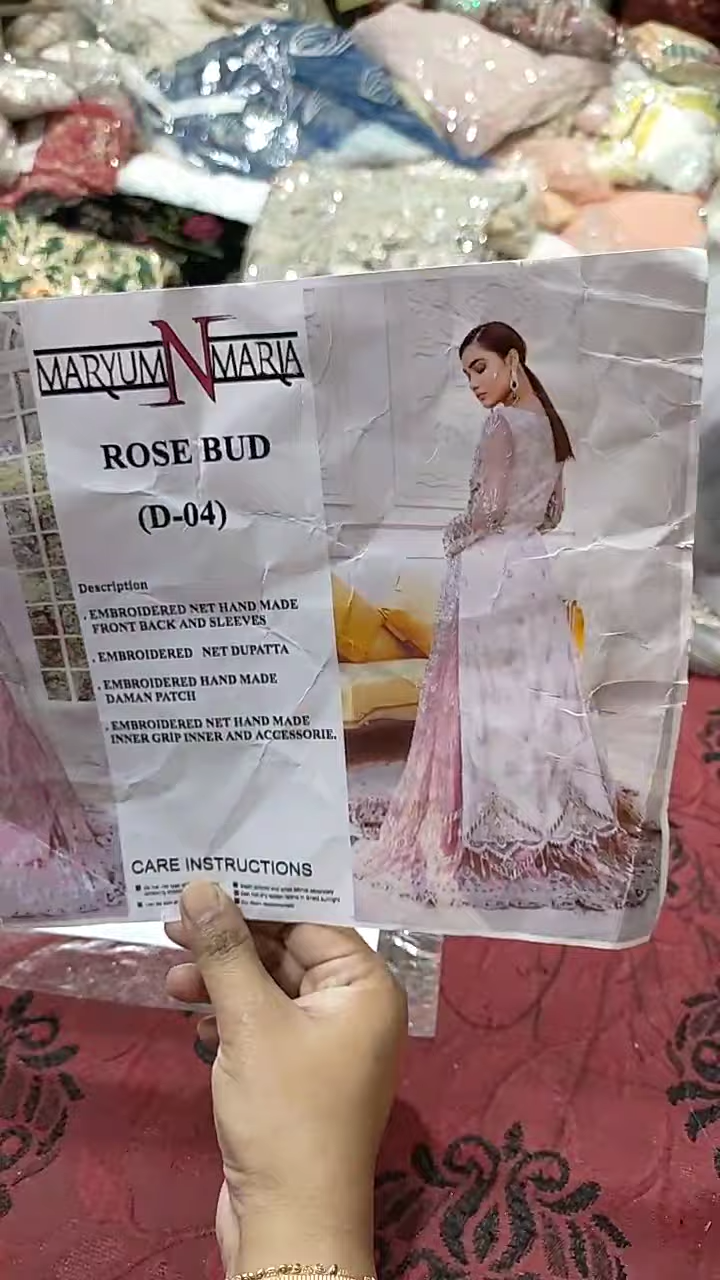 MARYUM N MARIA
ROSE BUD
(D-04)
Description
. EMBROIDERED NET HAND MADE
FRONT BACK AND SLEEVES
. EMBROIDERED NET DUPATTA
. EMBROIDERED HAND MADE
DAMAN PATCH
. EMBROIDERED NET HAND MADE
INNER GRIP INNER AND ACCESSORIE.
CARE INSTRUCTIONS